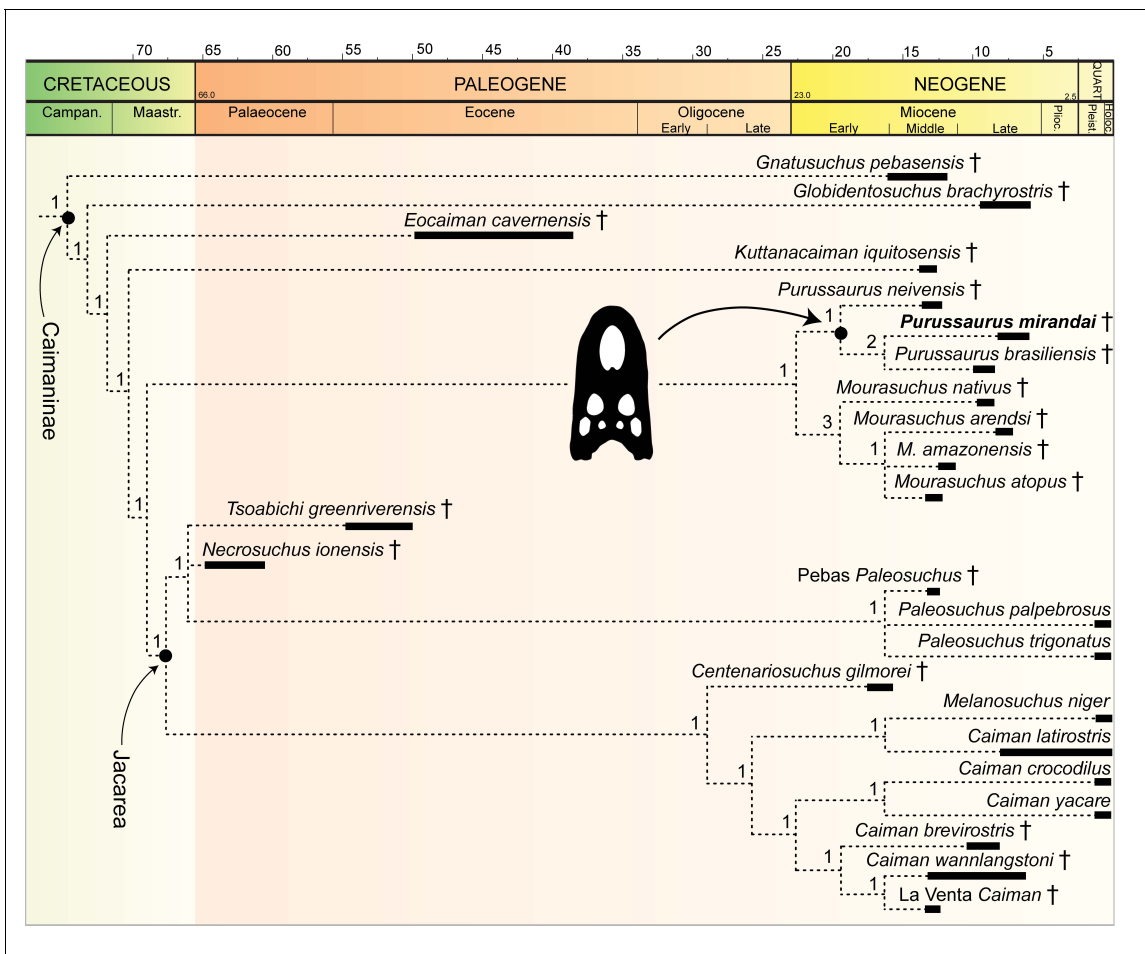 70 65 60 55 50 45 40 35 30 25 20 15 10 5
CRETACEOUS PALEOGENE NEOGENE QUART
66.0 23.0 2.5
Campan. Maastr. Palaeocene Eocene Oligocene Miocene Plioc. Pleist. Holoc.
Early Late Early Middle Late
Gnatusuchus pebasensis †
1
Globidentosuchus brachyrostris †
Eocaiman cavernensis †
1
Kuttanacaiman iquitosensis †
Purussaurus neivensis †
1
1
Purussaurus mirandai †
2
Purussaurus brasiliensis †
Caimaninae
1
1
Mourasuchus nativus †
Mourasuchus arendsi †
3
M. amazonensis †
1
Mourasuchus atopus †
1
Tsoabichi greenriverensis †
Necrosuchus ionensis †
1
Pebas Paleosuchus †
1
Paleosuchus palpebrosus
1
Paleosuchus trigonatus
Centenariosuchus gilmorei †
Melanosuchus niger
1
1
Caiman latirostris
Jacarea
1
Caiman crocodilus
1
Caiman yacare
1
Caiman brevirostris †
1
Caiman wannlangstoni †
1
La Venta Caiman †